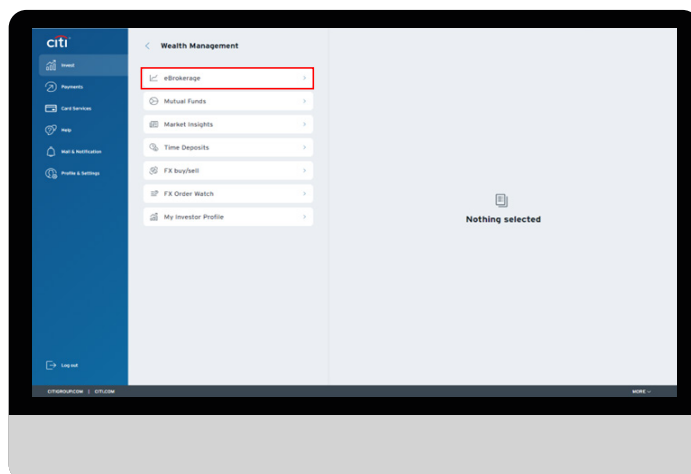 citi
Invest
Payments
Card Services
Help
Mail & Notification
Profile & Settings
Log out
Wealth Management
eBrokerage
Mutual Funds
Market Insights
Time Deposits
FX buy/sell
FX Order Watch
My Investor Profile
Nothing selected
CITIGROUP.COM | CITI.COM
MORE